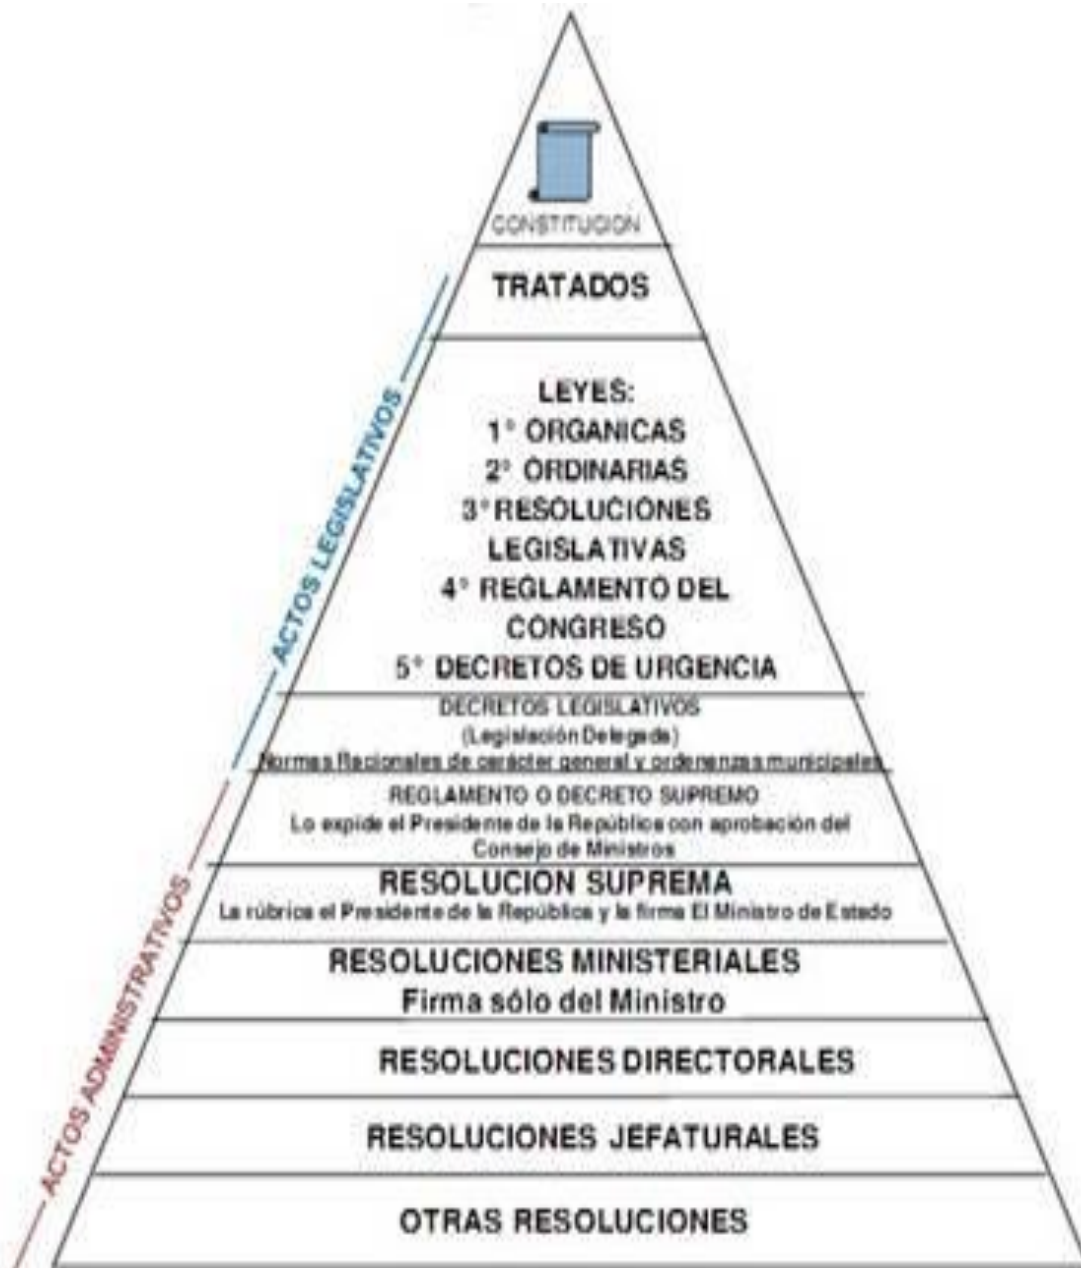 CONSTITUCION
TRATADOS
LEYES:
1° ORGANICAS
2° ORDINARIAS
3° RESOLUCIONES
LEGISLATIVAS
4° REGLAMENTO DEL
CONGRESO
5° DECRETOS DE URGENCIA
DECRETOS LEGISLATIVOS
(Legislación Delegada)
Normas Racionales de carácter general y ordenanzas municipales
REGLAMENTO O DECRETO SUPREMO
Lo expide el Presidente de la República con aprobación del
Consejo de Ministros
RESOLUCION SUPREMA
La rúbrica el Presidente de la República y la firma El Ministro de Estado
RESOLUCIONES MINISTERIALES
Firma sólo del Ministro
RESOLUCIONES DIRECTORALES
RESOLUCIONES JEFATURALES
OTRAS RESOLUCIONES
ACTOS LEGISLATIVOS
ACTOS ADMINISTRATIVOS